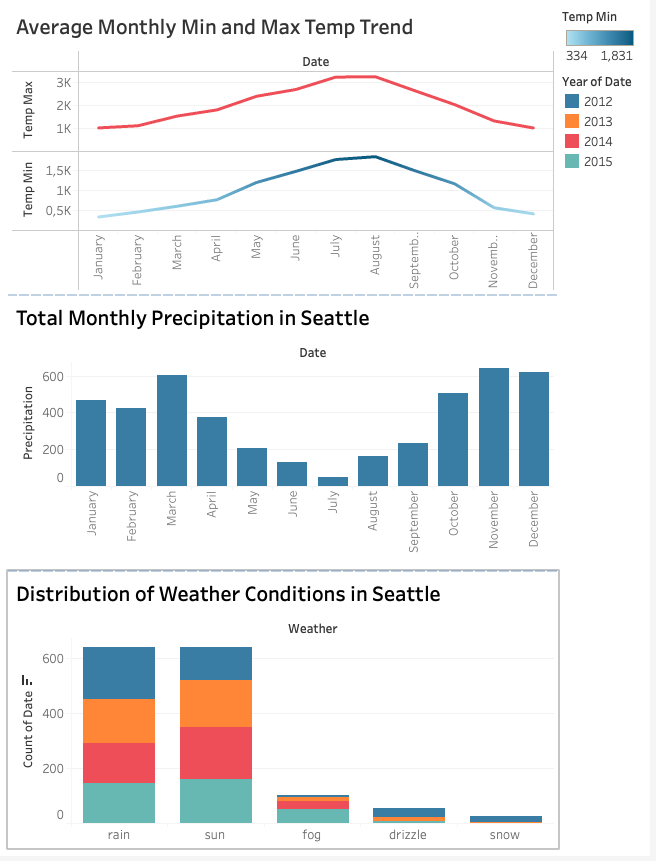 Average Monthly Min and Max Temp Trend
Date
Temp Max
3K
2K
1K
Temp Min
1,5K
1K
0,5K
January
February
March
April
May
June
July
August
Septemb..
October
Novemb..
December
Temp Min
334 1,831
Year of Date
2012
2013
2014
2015
Total Monthly Precipitation in Seattle
Date
Precipitation
600
400
200
0
January
February
March
April
May
June
July
August
September
October
November
December
Distribution of Weather Conditions in Seattle
Weather
Count of Date
600
400
200
0
rain
sun
fog
drizzle
snow